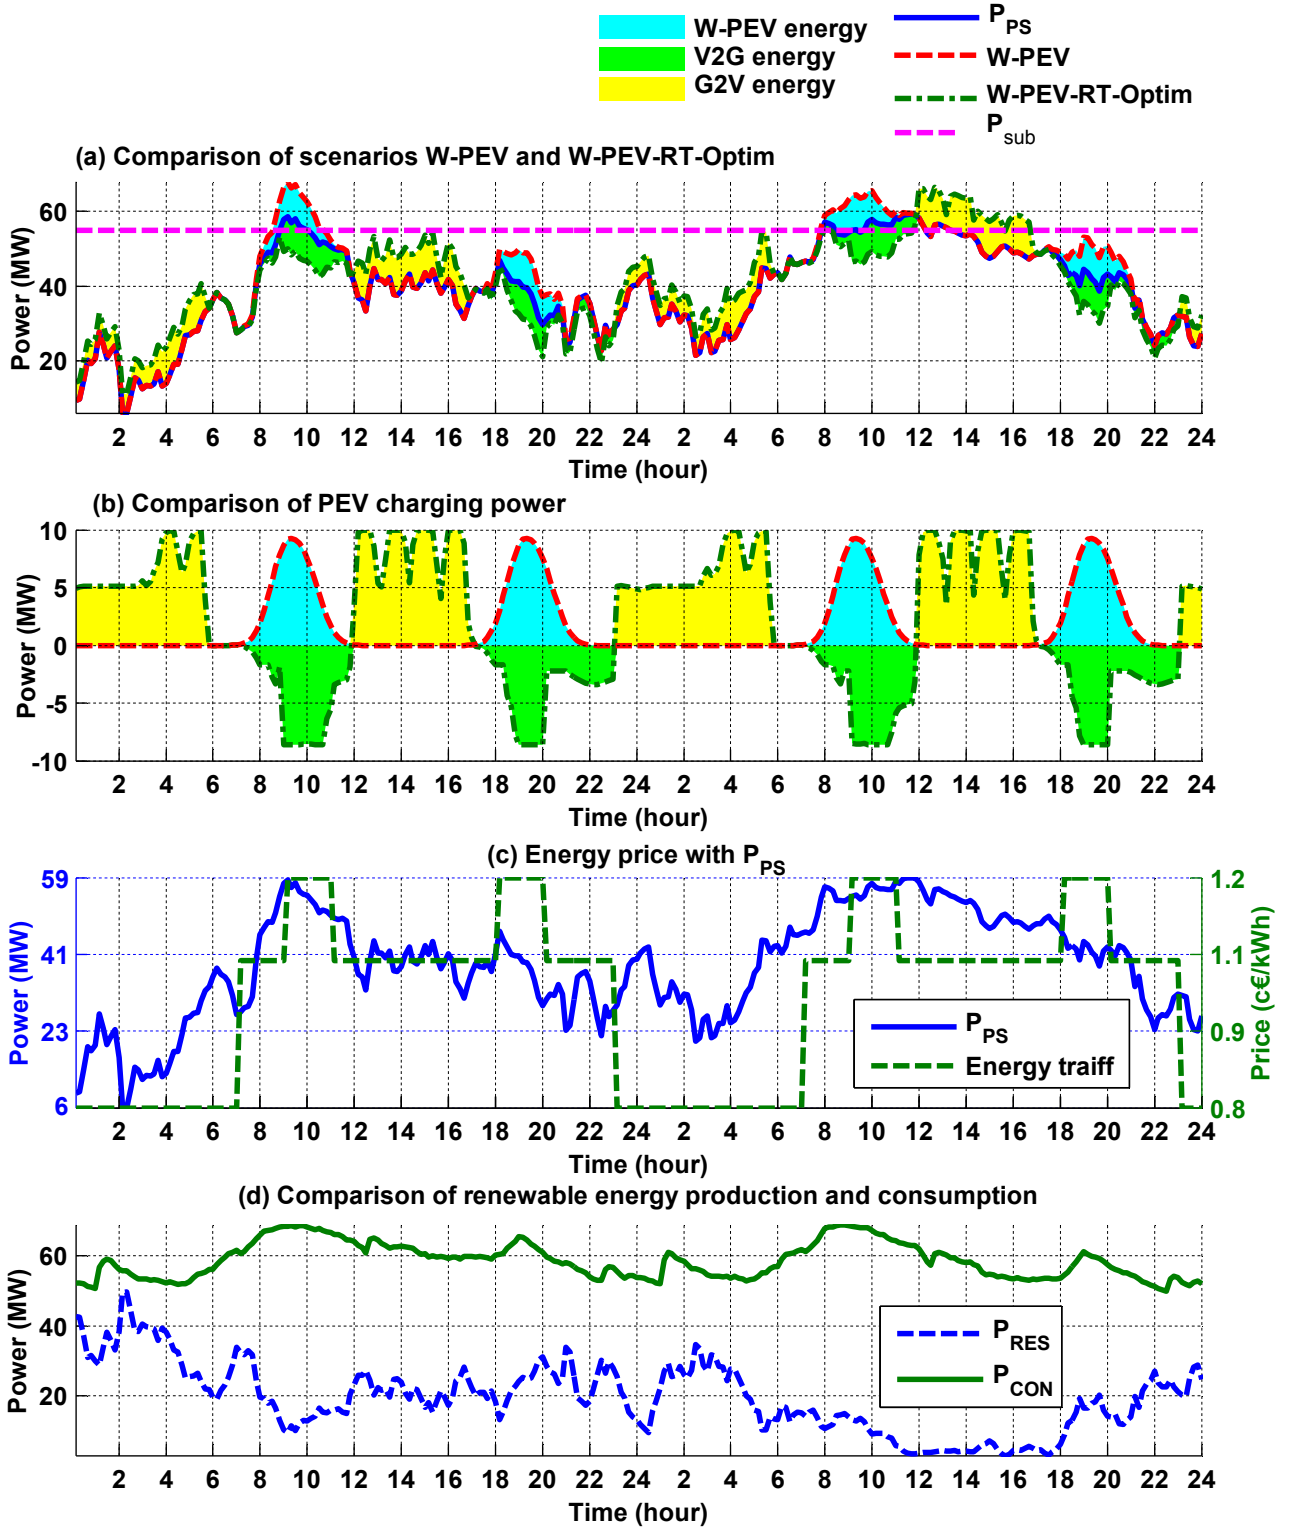 W-PEV energy
V2G energy
G2V energy
P_PS
W-PEV
W-PEV-RT-Optim
P_sub
(a) Comparison of scenarios W-PEV and W-PEV-RT-Optim
Power (MW)
60
40
20
2 4 6 8 10 12 14 16 18 20 22 24 2 4 6 8 10 12 14 16 18 20 22 24
Time (hour)
(b) Comparison of PEV charging power
Power (MW)
10
5
0
-5
-10
2 4 6 8 10 12 14 16 18 20 22 24 2 4 6 8 10 12 14 16 18 20 22 24
Time (hour)
(c) Energy price with P_PS
Power (MW)
59
41
23
6
1.2
1.1
0.9
0.8
Price (c€/kWh)
P_PS
Energy traiff
2 4 6 8 10 12 14 16 18 20 22 24 2 4 6 8 10 12 14 16 18 20 22 24
Time (hour)
(d) Comparison of renewable energy production and consumption
Power (MW)
60
40
20
P_RES
P_CON
2 4 6 8 10 12 14 16 18 20 22 24 2 4 6 8 10 12 14 16 18 20 22 24
Time (hour)